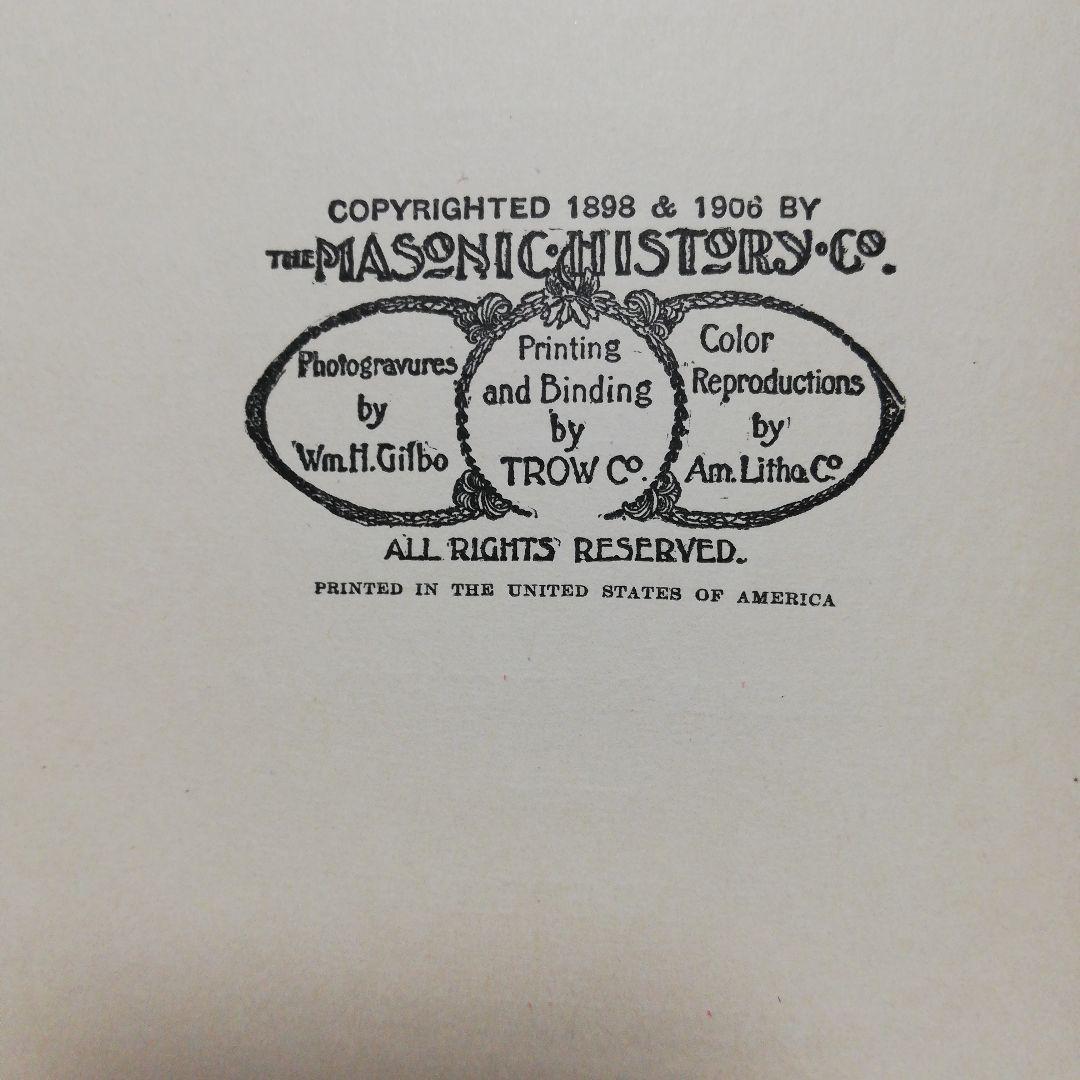 COPYRIGHTED 1898 & 1906 BY
THE MASONIC·HISTORY·Co.
Photogravures
by
Wm.H.Gilbo
Printing
and Binding
by
TROW Co.
Color
Reproductions
by
Am.Litho.Co
ALL RIGHTS RESERVED.
PRINTED IN THE UNITED STATES OF AMERICA